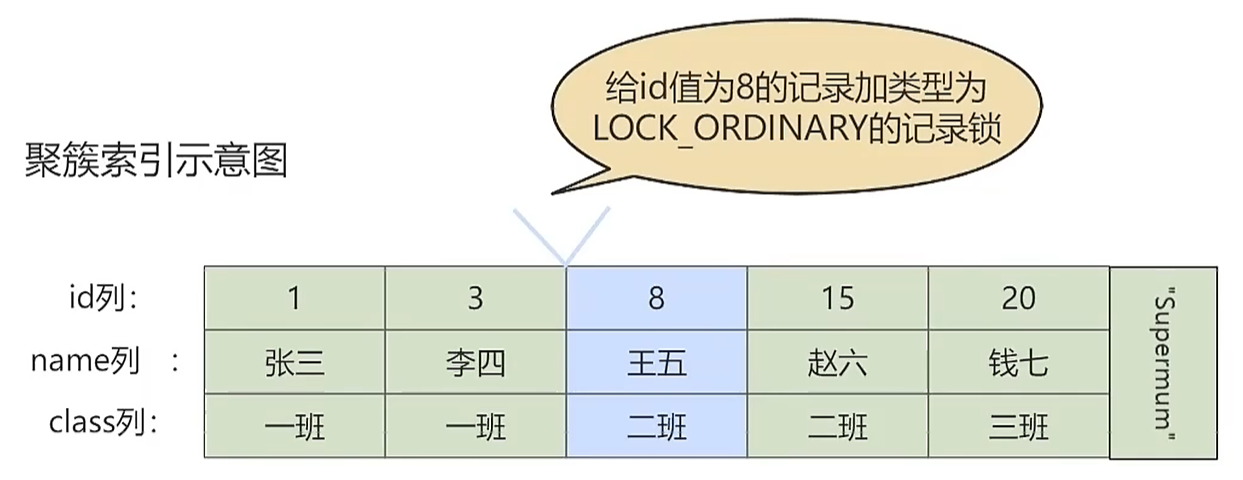 给id值为8的记录加类型为
LOCK_ORDINARY的记录锁
聚簇索引示意图
id列: 1 3 8 15 20 "Supermum"
name列 : 张三 李四 王五 赵六 钱七
class列: 一班 一班 二班 二班 三班